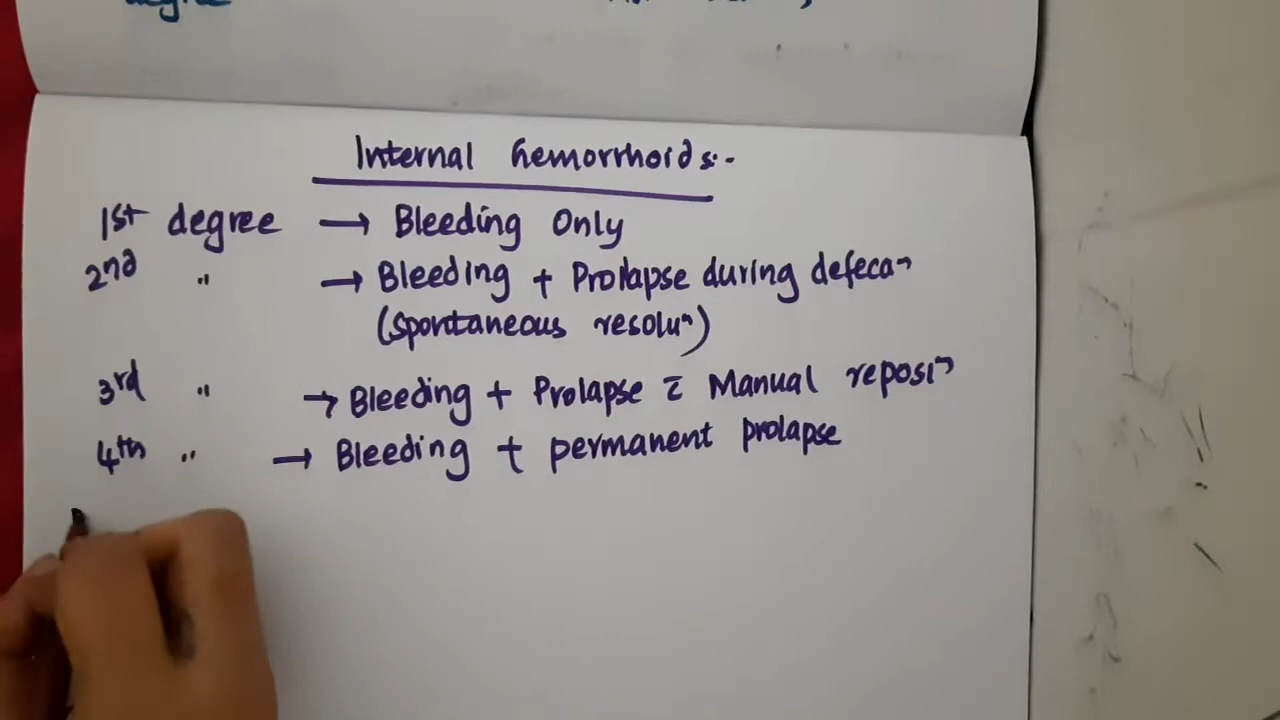 degree
Internal hemorrhoids:-
1st degree → Bleeding Only
2nd " → Bleeding + Prolapse during defecaⁿ
(spontaneous resoluⁿ)
3rd " → Bleeding + Prolapse c̄ Manual reposiⁿ
4th " → Bleeding + permanent prolapse